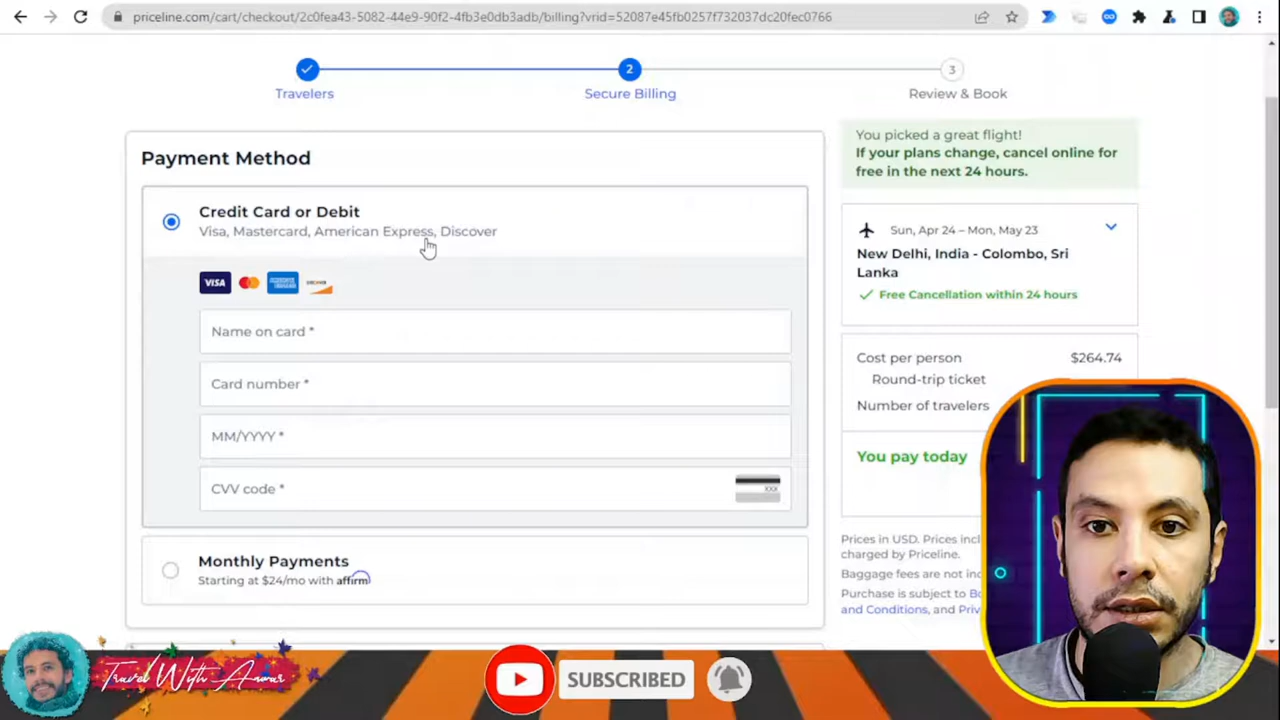 priceline.com/cart/checkout/2c0fea43-5082-44e9-90f2-4fb3e0db3adb/billing?vrid=52087e45fb0257f732037dc20fec0766
2 3
Travelers Secure Billing Review & Book
Payment Method
Credit Card or Debit
Visa, Mastercard, American Express, Discover
VISA
Name on card *
Card number *
MM/YYYY *
CVV code *
XXX
Monthly Payments
Starting at $24/mo with affirm
You picked a great flight!
If your plans change, cancel online for
free in the next 24 hours.
Sun, Apr 24 – Mon, May 23
New Delhi, India - Colombo, Sri
Lanka
Free Cancellation within 24 hours
Cost per person $264.74
Round-trip ticket
Number of travelers
You pay today
Prices in USD. Prices incl
charged by Priceline.
Baggage fees are not inc
Purchase is subject to Bo
and Conditions, and Priv
Travel With Anwar
SUBSCRIBED